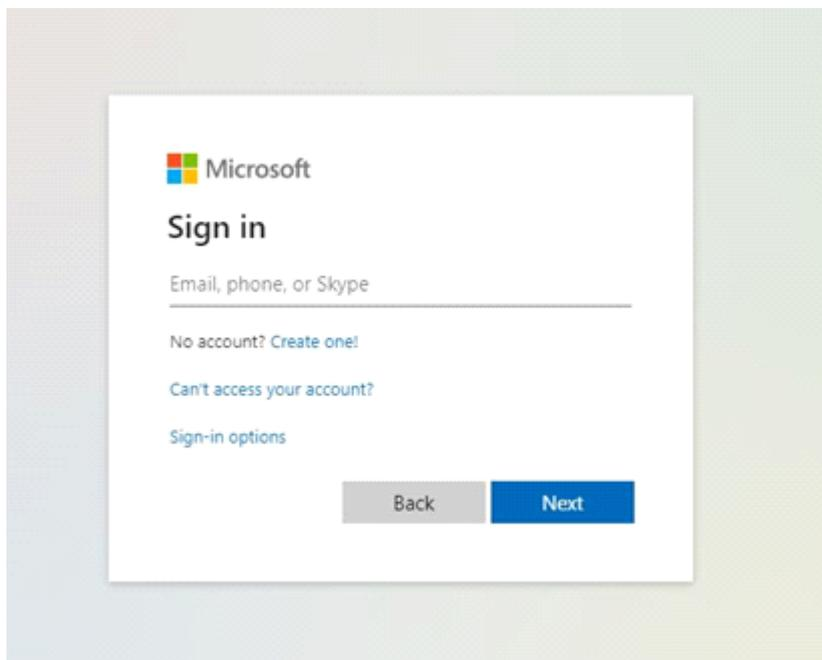 Microsoft
Sign in
Email, phone, or Skype
No account? Create one!
Can't access your account?
Sign-in options
Back Next